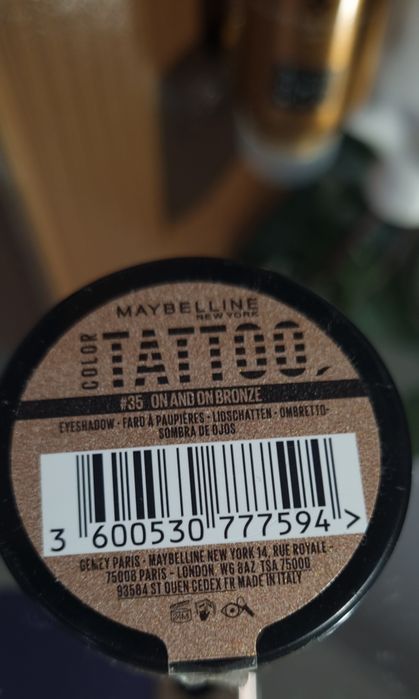 MAYBELLINE
NEW YORK
COLOR
TATTOO
#35 ON AND ON BRONZE
EYESHADOW - FARD À PAUPIÈRES - LIDSCHATTEN - OMBRETTO-
SOMBRA DE OJOS
3 600530 777594 >
GEMEY PARIS - MAYBELLINE NEW YORK 14, RUE ROYALE -
75008 PARIS - LONDON, W6 8AZ TSA 75000
93584 ST OUEN CEDEX FR MADE IN ITALY
24M